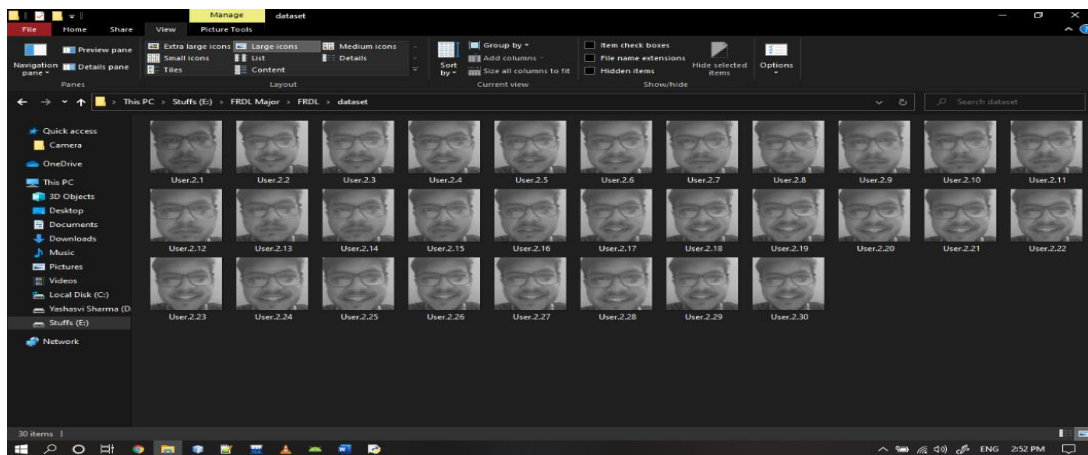 Manage dataset
File Home Share View Picture Tools
Navigation pane
Preview pane
Details pane
Panes
Extra large icons Large icons Medium icons
Small icons List Details
Tiles Content
Layout
Sort by
Group by
Add columns
Size all columns to fit
Current view
Item check boxes
File name extensions
Hidden items
Hide selected items
Show/hide
Options
This PC > Stuffs (E:) > FRDL Major > FRDL > dataset
Search dataset
Quick access
Camera
OneDrive
This PC
3D Objects
Desktop
Documents
Downloads
Music
Pictures
Videos
Local Disk (C:)
Yashasvi Sharma (D
Stuffs (E:)
Network
User.2.1 User.2.2 User.2.3 User.2.4 User.2.5 User.2.6 User.2.7 User.2.8 User.2.9 User.2.10 User.2.11
User.2.12 User.2.13 User.2.14 User.2.15 User.2.16 User.2.17 User.2.18 User.2.19 User.2.20 User.2.21 User.2.22
User.2.23 User.2.24 User.2.25 User.2.26 User.2.27 User.2.28 User.2.29 User.2.30
30 items
ENG 2:52 PM